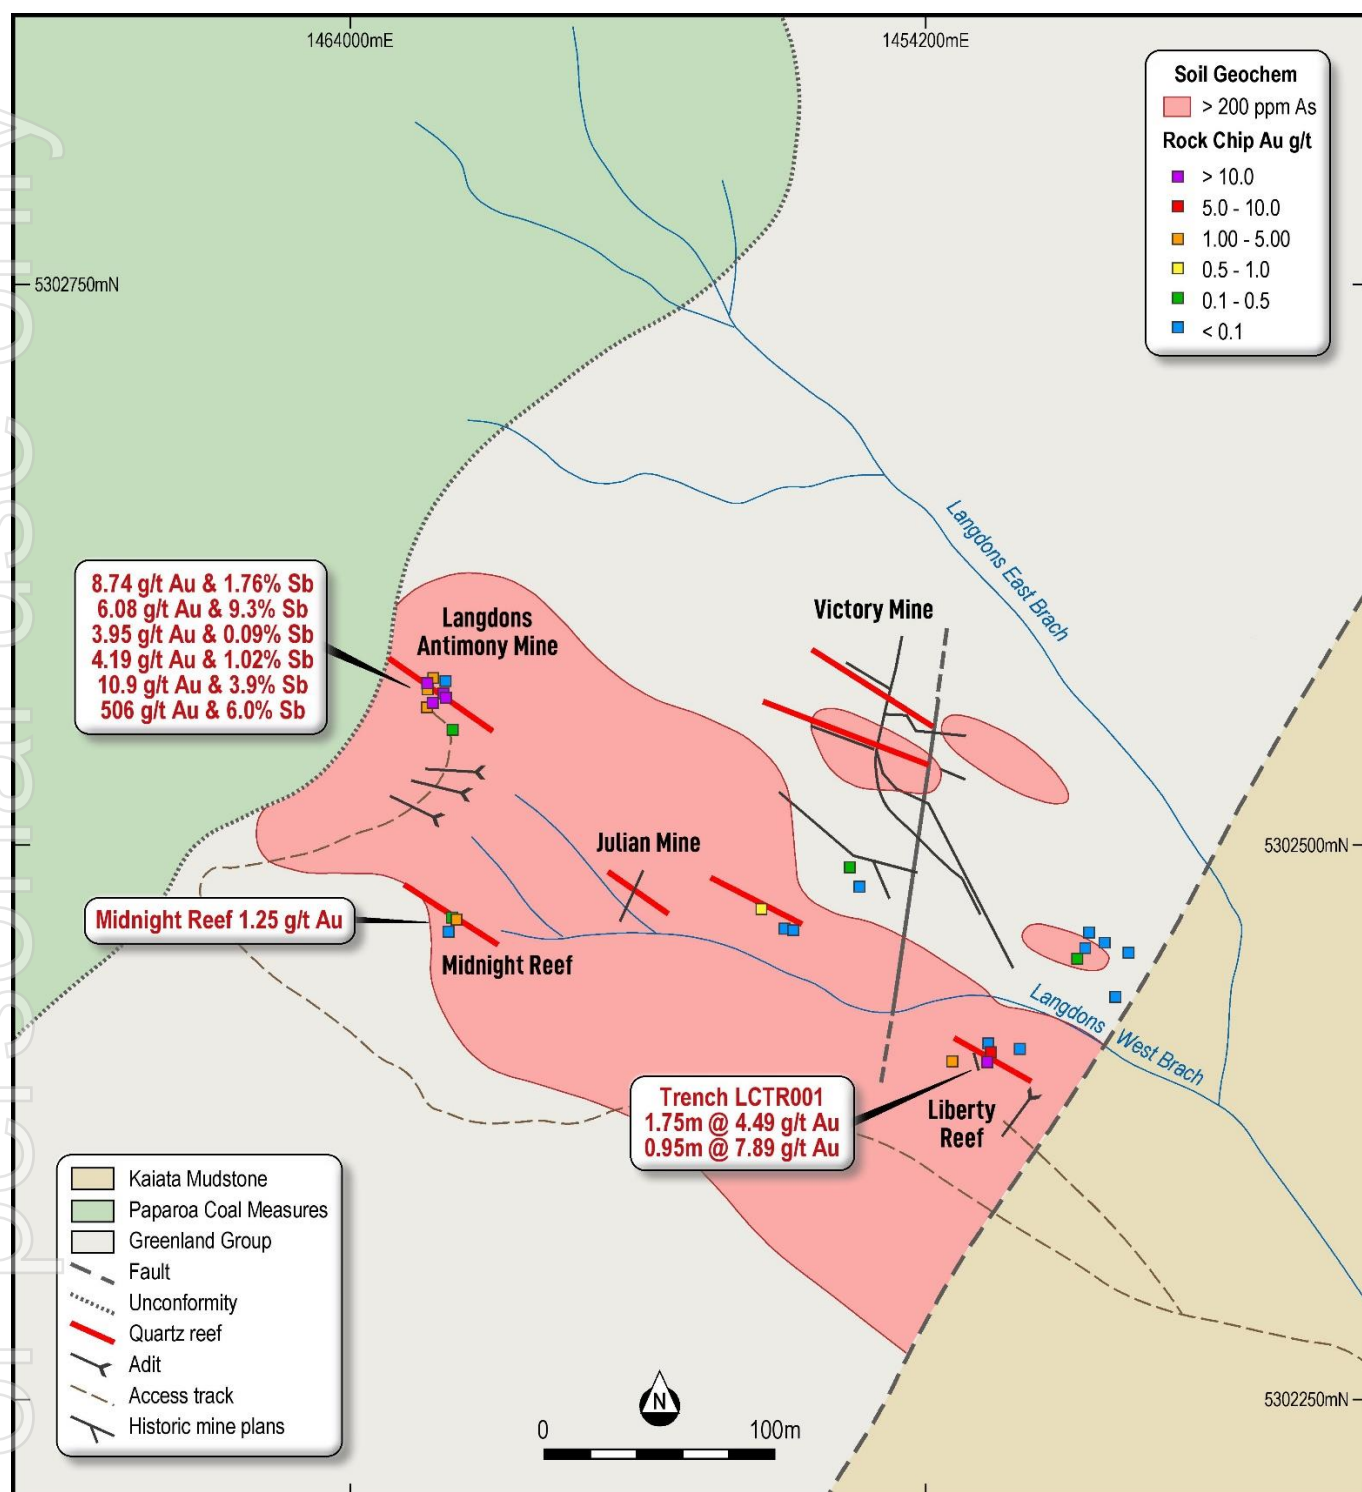 1464000mE
1454200mE
Soil Geochem
> 200 ppm As
Rock Chip Au g/t
> 10.0
5.0 - 10.0
1.00 - 5.00
0.5 - 1.0
0.1 - 0.5
< 0.1
5302750mN
Langdons East Brach
8.74 g/t Au & 1.76% Sb
6.08 g/t Au & 9.3% Sb
3.95 g/t Au & 0.09% Sb
4.19 g/t Au & 1.02% Sb
10.9 g/t Au & 3.9% Sb
506 g/t Au & 6.0% Sb
Langdons
Antimony Mine
Victory Mine
Julian Mine
5302500mN
Midnight Reef 1.25 g/t Au
Midnight Reef
Langdons West Brach
Trench LCTR001
1.75m @ 4.49 g/t Au
0.95m @ 7.89 g/t Au
Liberty
Reef
Kaiata Mudstone
Paparoa Coal Measures
Greenland Group
Fault
Unconformity
Quartz reef
Adit
Access track
Historic mine plans
N
0 100m
5302250mN